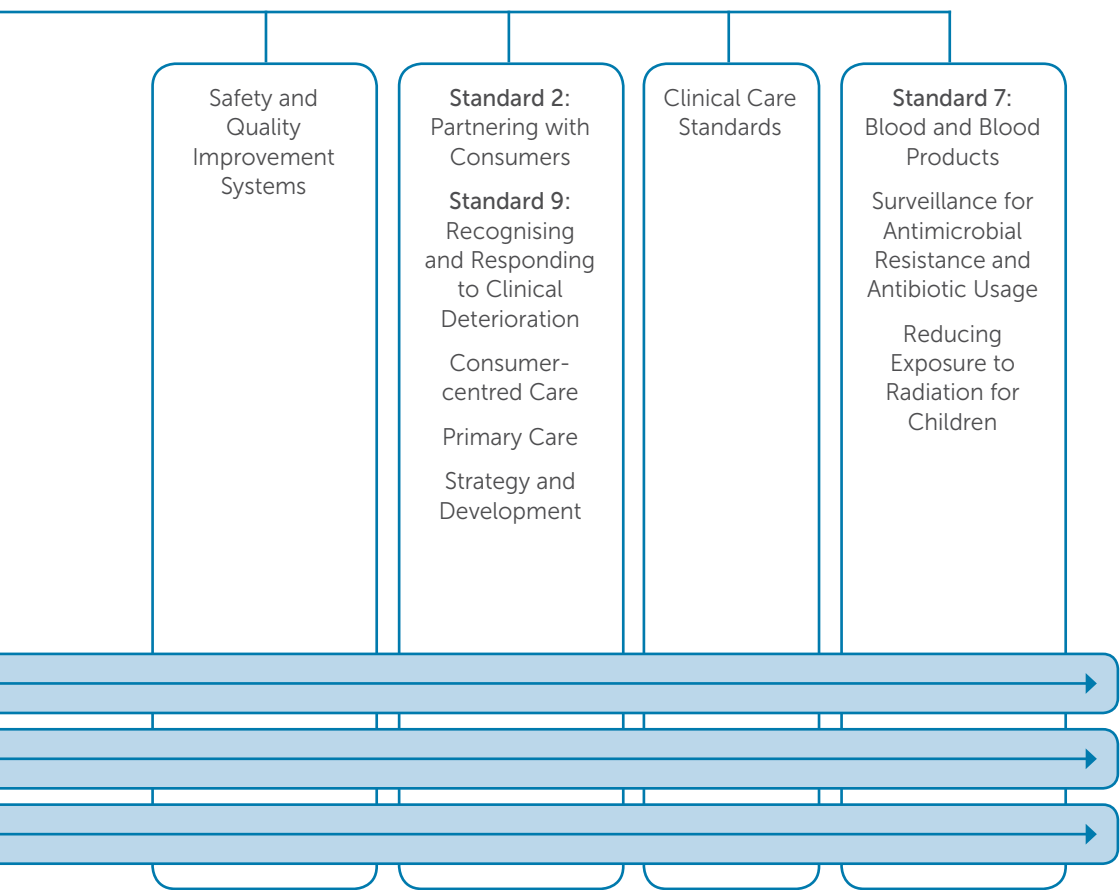 Safety and
Quality
Improvement
Systems
Standard 2:
Partnering with
Consumers
Standard 9:
Recognising
and Responding
to Clinical
Deterioration
Consumer-
centred Care
Primary Care
Strategy and
Development
Clinical Care
Standards
Standard 7:
Blood and Blood
Products
Surveillance for
Antimicrobial
Resistance and
Antibiotic Usage
Reducing
Exposure to
Radiation for
Children